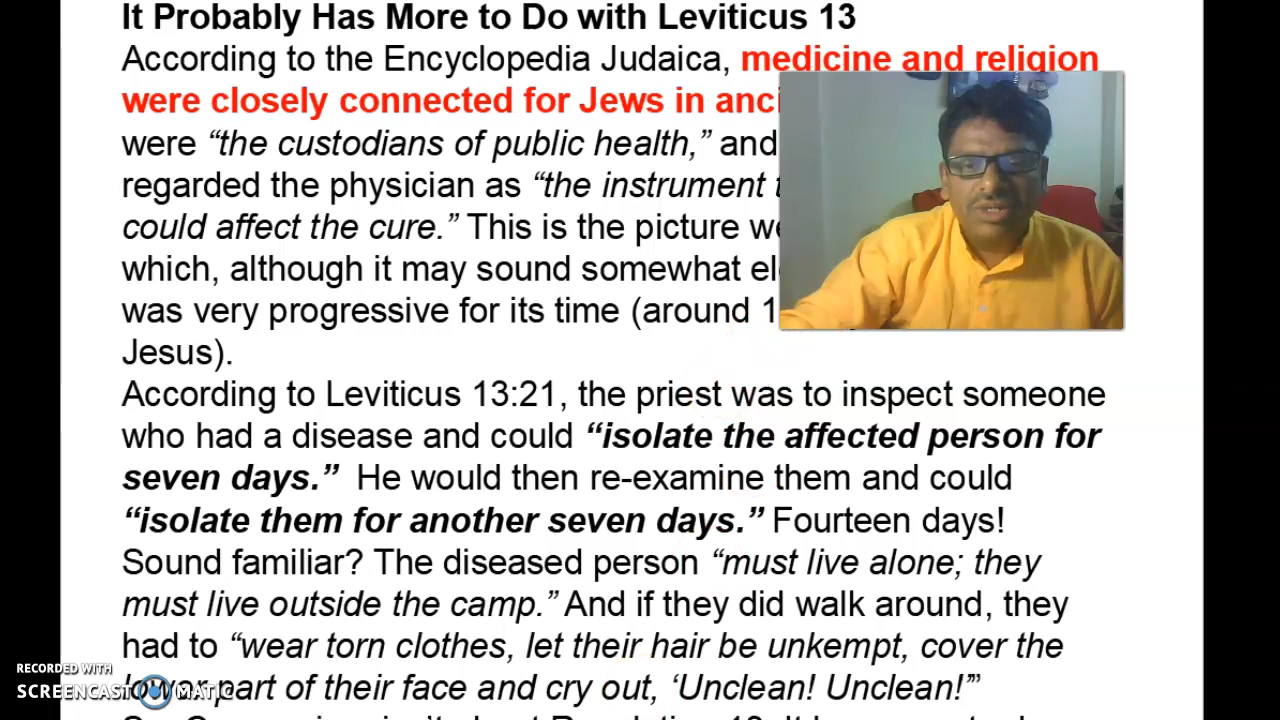 It Probably Has More to Do with Leviticus 13
According to the Encyclopedia Judaica, medicine and religion
were closely connected for Jews in anci
were “the custodians of public health,” and
regarded the physician as “the instrument
could affect the cure.” This is the picture
which, although it may sound somewhat
was very progressive for its time (around 1
Jesus).
According to Leviticus 13:21, the priest was to inspect someone
who had a disease and could “isolate the affected person for
seven days.” He would then re-examine them and could
“isolate them for another seven days.” Fourteen days!
Sound familiar? The diseased person “must live alone; they
must live outside the camp.” And if they did walk around, they
had to “wear torn clothes, let their hair be unkempt, cover the
RECORDED WITH
SCREENCAST MATIC
lower part of their face and cry out, ‘Unclean! Unclean!’”